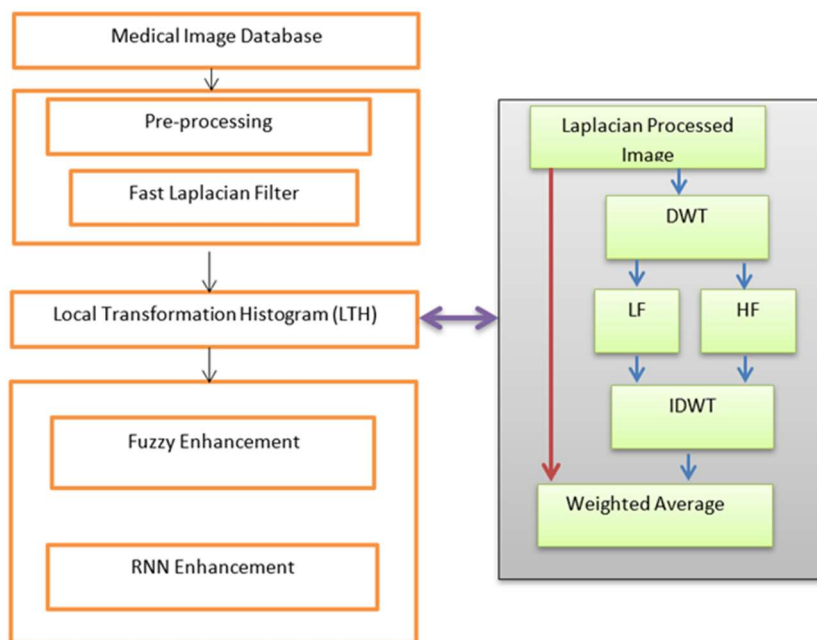 Medical Image Database
Pre-processing
Fast Laplacian Filter
Local Transformation Histogram (LTH)
Fuzzy Enhancement
RNN Enhancement
Laplacian Processed
Image
DWT
LF
HF
IDWT
Weighted Average